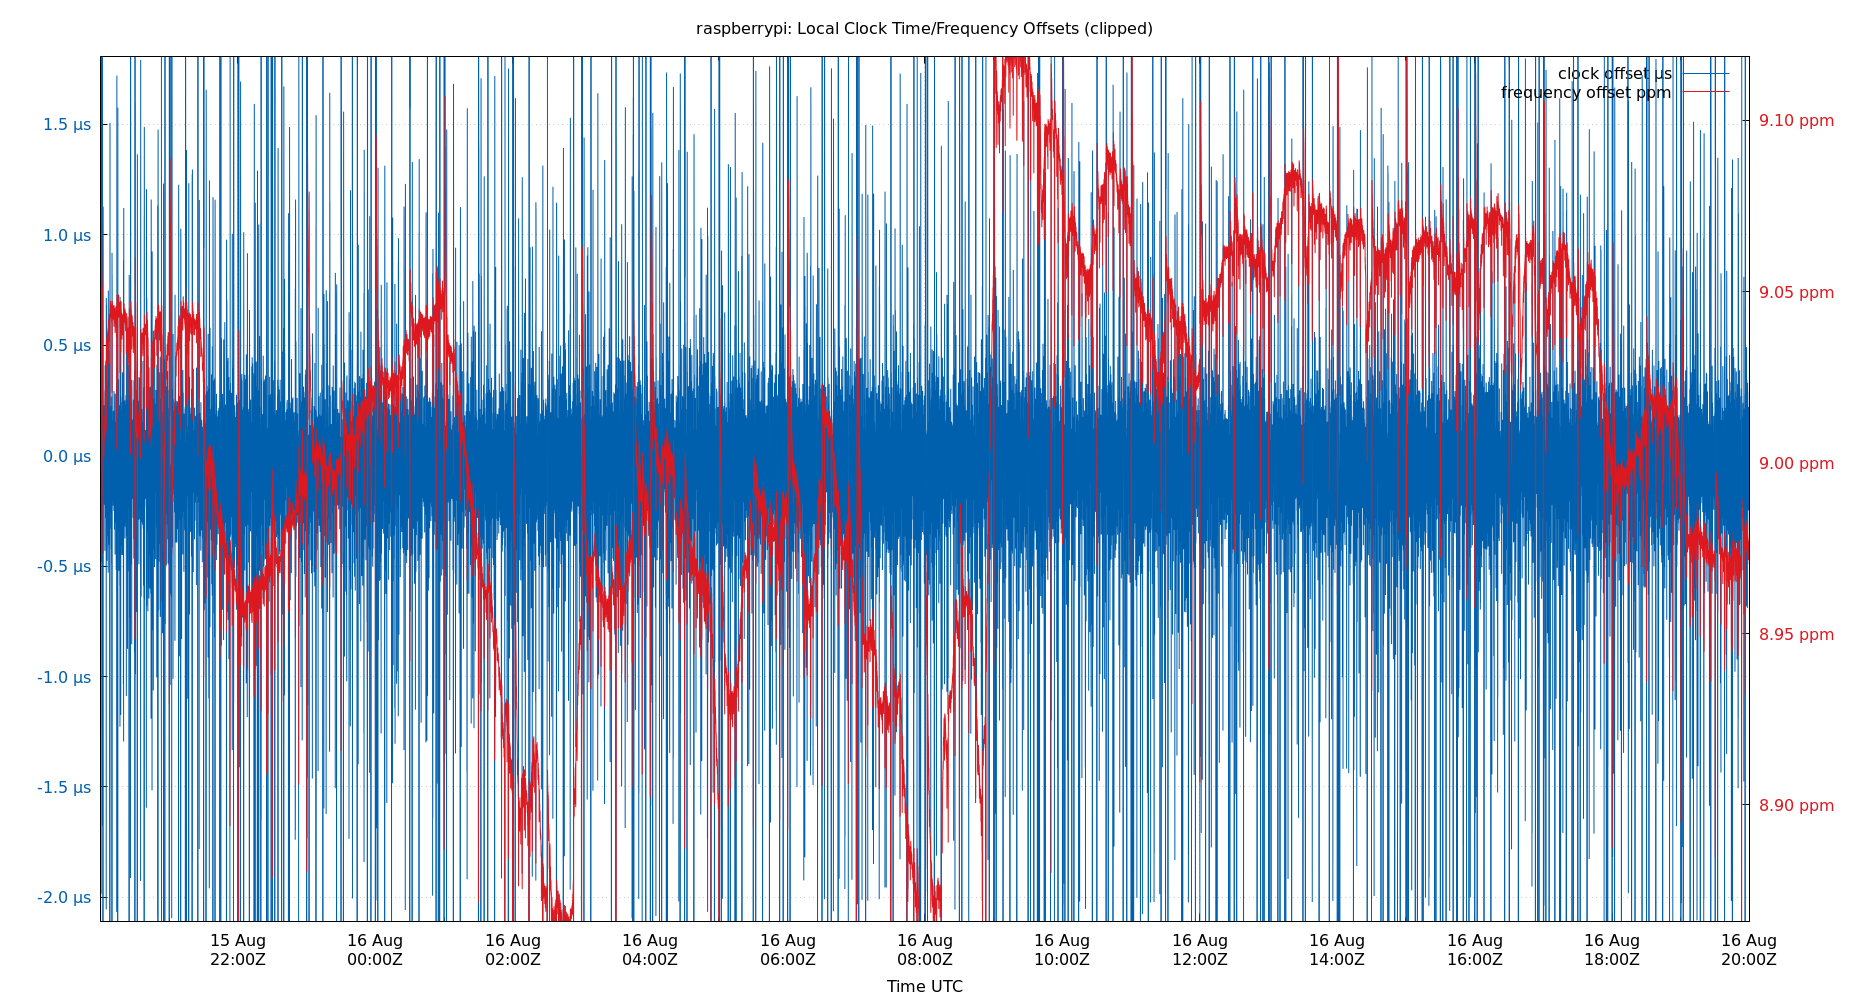 raspberrypi: Local Clock Time/Frequency Offsets (clipped)
clock offset µs
frequency offset ppm
1.5 µs
1.0 µs
0.5 µs
0.0 µs
-0.5 µs
-1.0 µs
-1.5 µs
-2.0 µs
9.10 ppm
9.05 ppm
9.00 ppm
8.95 ppm
8.90 ppm
15 Aug 16 Aug 16 Aug 16 Aug 16 Aug 16 Aug 16 Aug 16 Aug 16 Aug 16 Aug 16 Aug 16 Aug
22:00Z 00:00Z 02:00Z 04:00Z 06:00Z 08:00Z 10:00Z 12:00Z 14:00Z 16:00Z 18:00Z 20:00Z
Time UTC